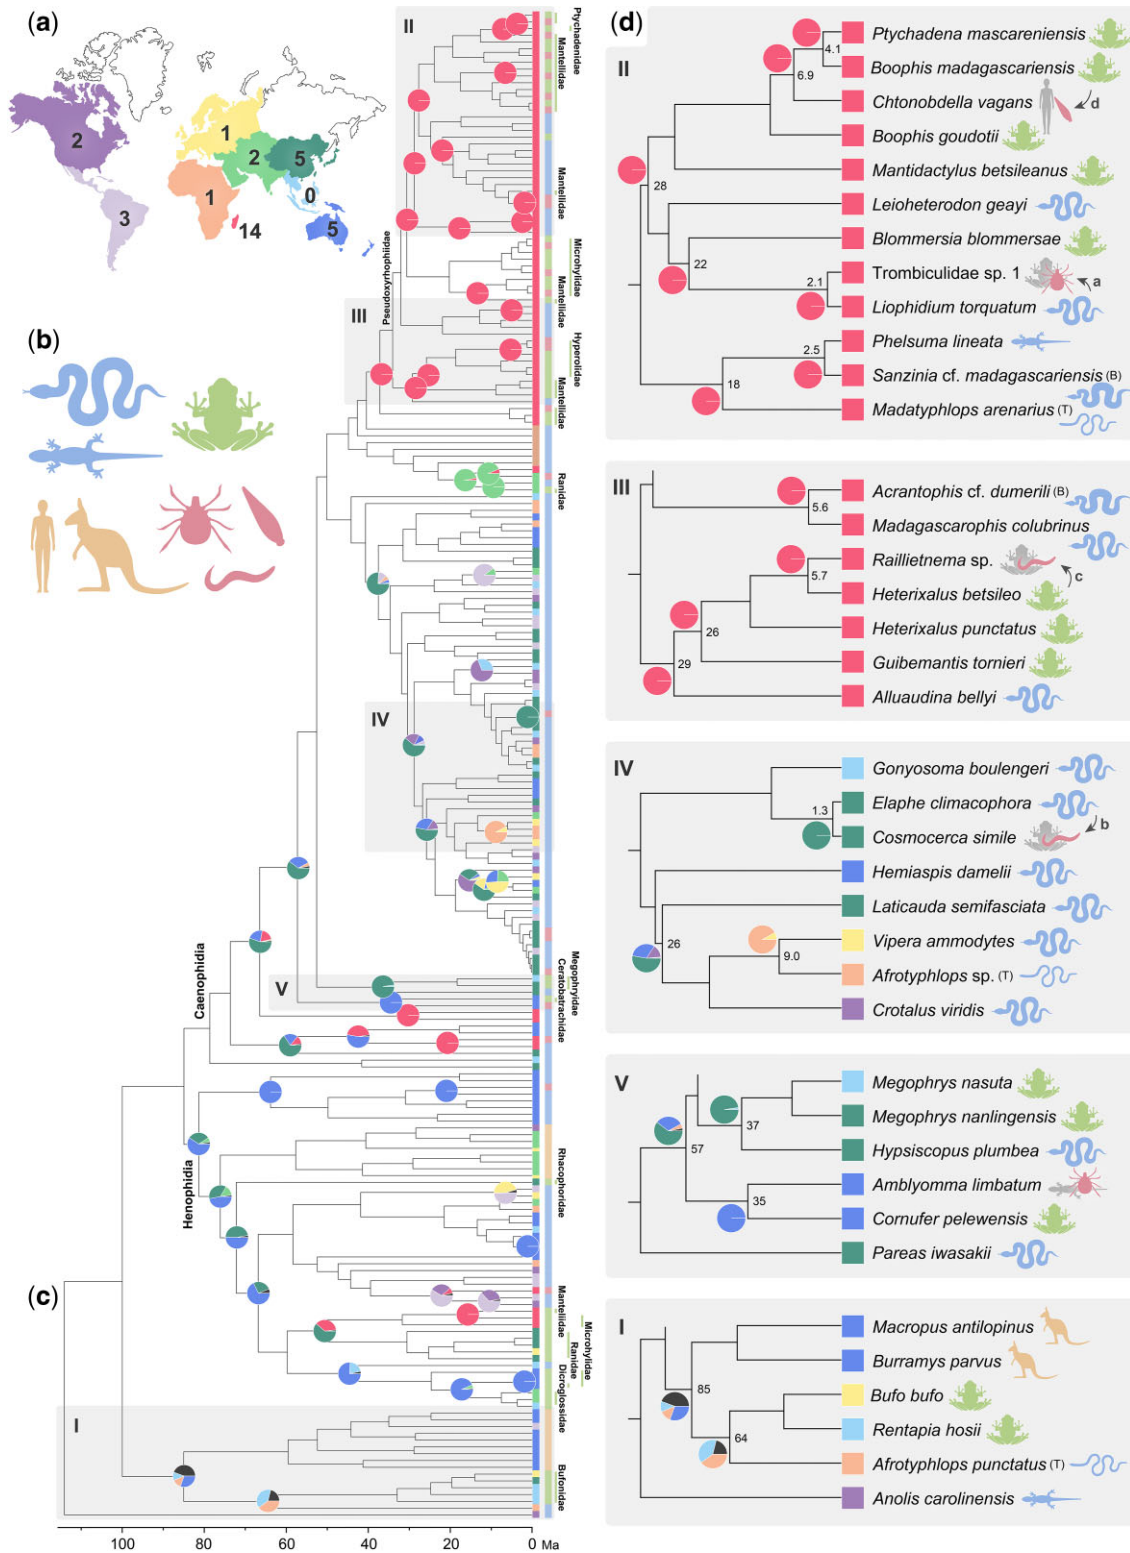 (a)
2
3
1
2
5
0
1
14
5
(b)
(c)
II
III
IV
V
I
Pseudoxyrhophiidae
Caenophidia
Henophidia
Ptychadenidae
Mantellidae
Mantellidae
Microhylidae
Mantellidae
Hyperolidae
Mantellidae
Ranidae
Megophryidae
Ceratobatrachidae
Rhacophoridae
Mantellidae
Microhylidae
Ranidae
Dicroglossidae
Bufonidae
100 80 60 40 20 0 Ma
(d)
II
Ptychadena mascareniensis
4.1
Boophis madagascariensis
6.9
Chtonobdella vagans
d
Boophis goudotii
Mantidactylus betsileanus
28
Leioheterodon geayi
Blommersia blommersae
22
Trombiculidae sp. 1
a
2.1
Liophidium torquatum
Phelsuma lineata
2.5
Sanzinia cf. madagascariensis (B)
18
Madatyphlops arenarius (T)
III
Acrantophis cf. dumerili (B)
5.6
Madagascarophis colubrinus
Raillietnema sp.
c
5.7
Heterixalus betsileo
Heterixalus punctatus
26
Guibemantis tornieri
29
Alluaudina bellyi
IV
Gonyosoma boulengeri
Elaphe climacophora
1.3
b
Cosmocerca simile
Hemiaspis damelii
Laticauda semifasciata
26
Vipera ammodytes
9.0
Afrotyphlops sp. (T)
Crotalus viridis
V
Megophrys nasuta
Megophrys nanlingensis
37
Hypsiscopus plumbea
57
Amblyomma limbatum
35
Cornufer pelewensis
Pareas iwasakii
I
Macropus antilopinus
Burramys parvus
85
Bufo bufo
Rentapia hosii
64
Afrotyphlops punctatus (T)
Anolis carolinensis